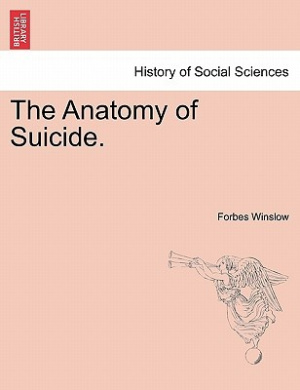 BRITISH
LIBRARY
History of Social Sciences
The Anatomy of
Suicide.
Forbes Winslow